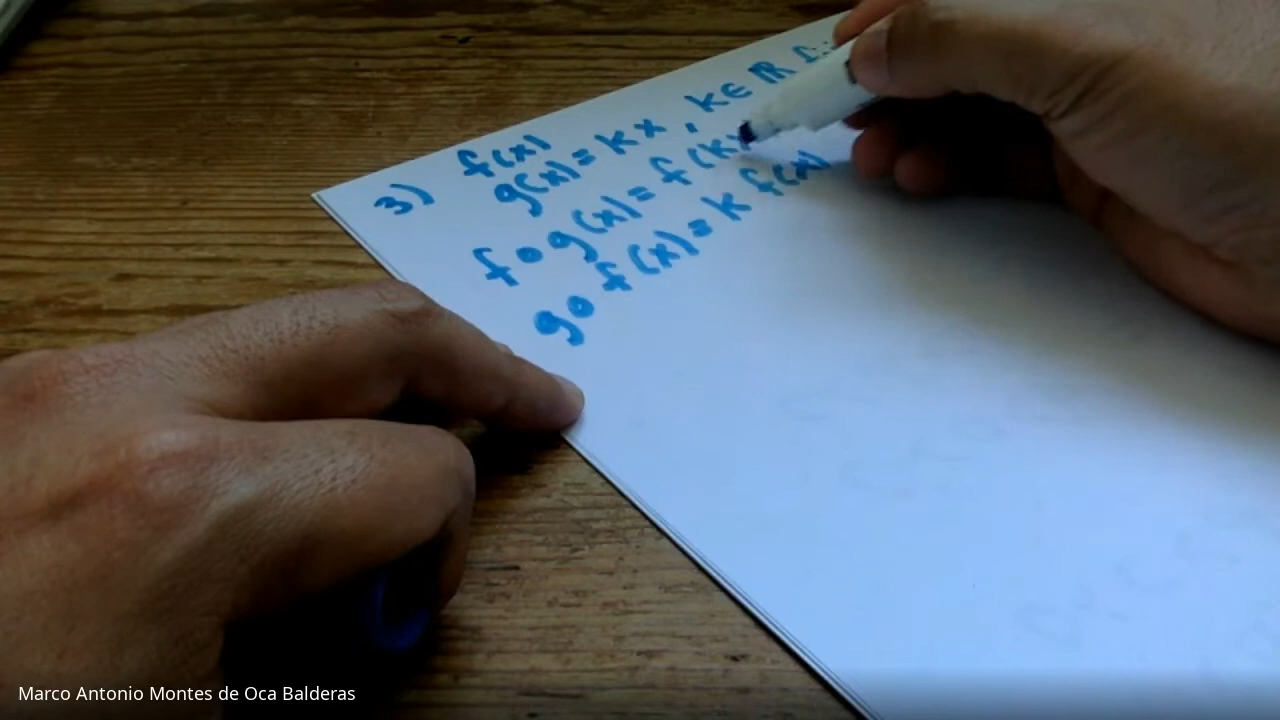 3) f(x)
g(x) = kx , k ∈ ℝ
f ∘ g(x) = f(kx
g ∘ f(x) = k f(x)
Marco Antonio Montes de Oca Balderas